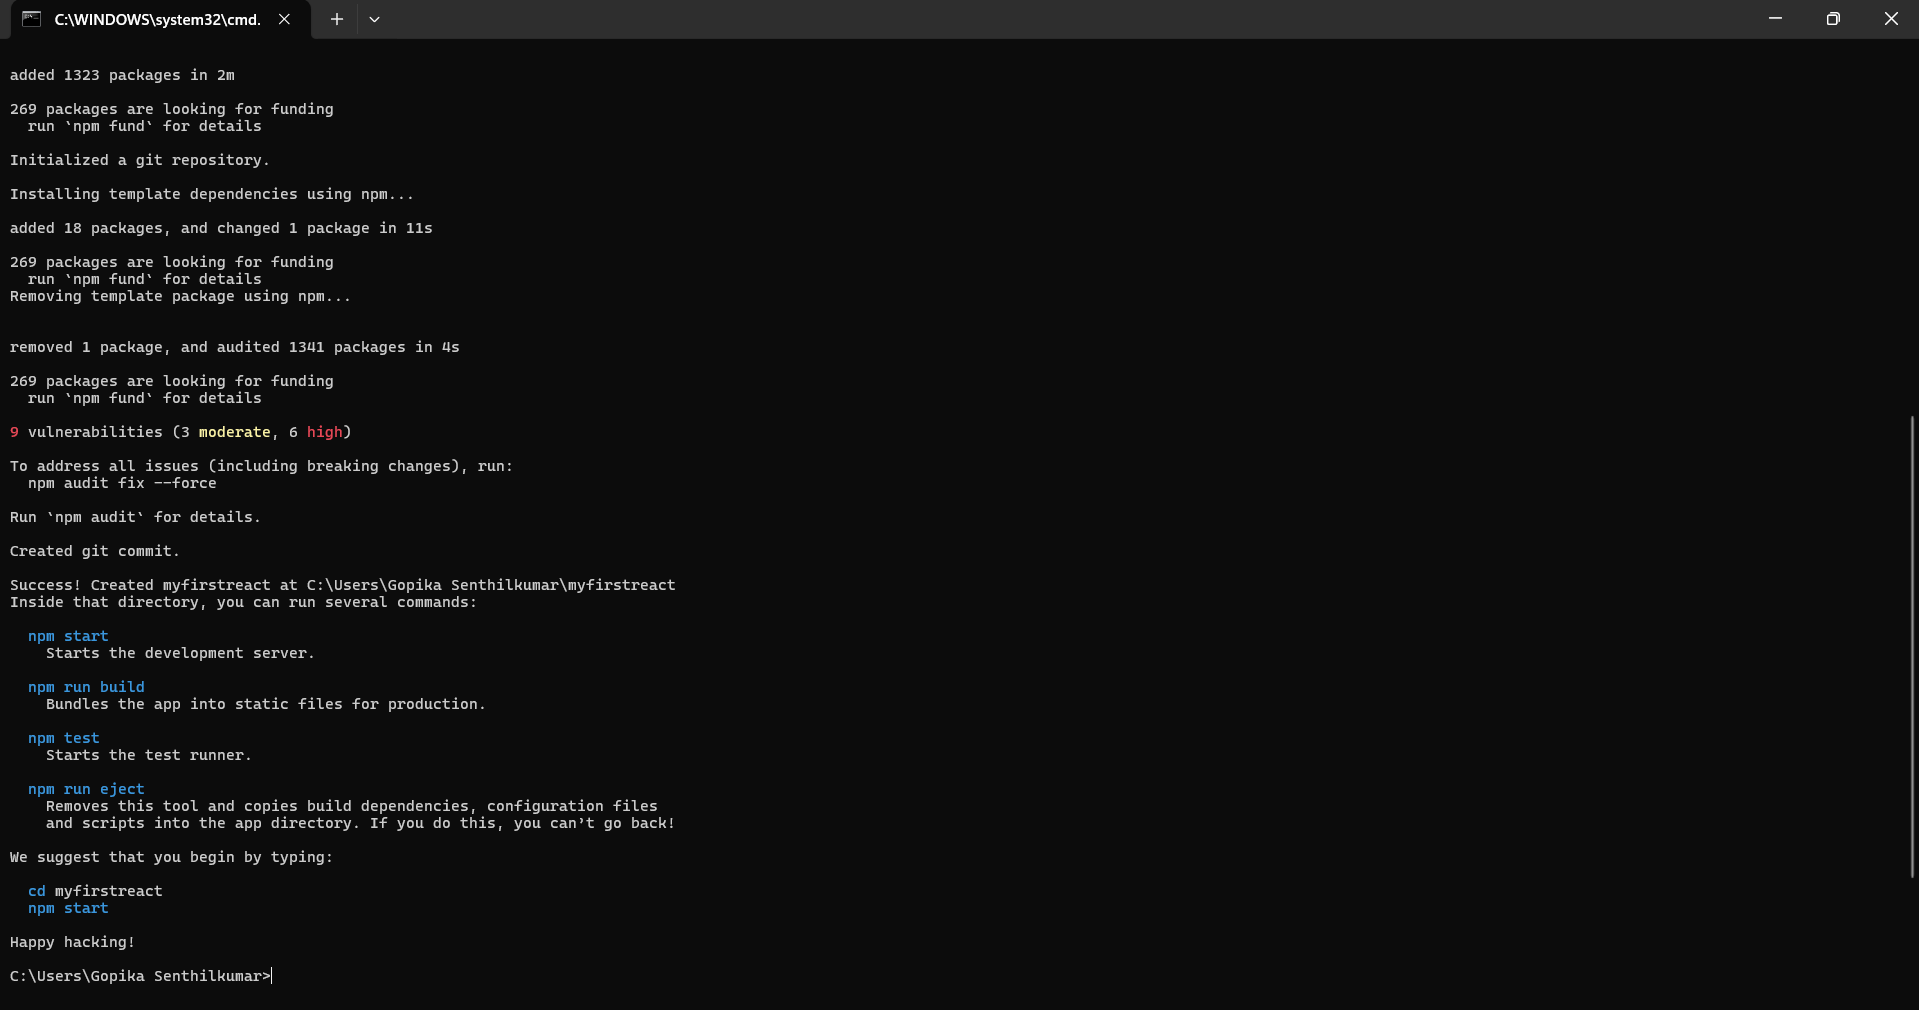 C:\WINDOWS\system32\cmd.
added 1323 packages in 2m
269 packages are looking for funding
  run `npm fund` for details
Initialized a git repository.
Installing template dependencies using npm...
added 18 packages, and changed 1 package in 11s
269 packages are looking for funding
  run `npm fund` for details
Removing template package using npm...
removed 1 package, and audited 1341 packages in 4s
269 packages are looking for funding
  run `npm fund` for details
9 vulnerabilities (3 moderate, 6 high)
To address all issues (including breaking changes), run:
  npm audit fix --force
Run `npm audit` for details.
Created git commit.
Success! Created myfirstreact at C:\Users\Gopika Senthilkumar\myfirstreact
Inside that directory, you can run several commands:
  npm start
    Starts the development server.
  npm run build
    Bundles the app into static files for production.
  npm test
    Starts the test runner.
  npm run eject
    Removes this tool and copies build dependencies, configuration files
    and scripts into the app directory. If you do this, you can’t go back!
We suggest that you begin by typing:
  cd myfirstreact
  npm start
Happy hacking!
C:\Users\Gopika Senthilkumar>